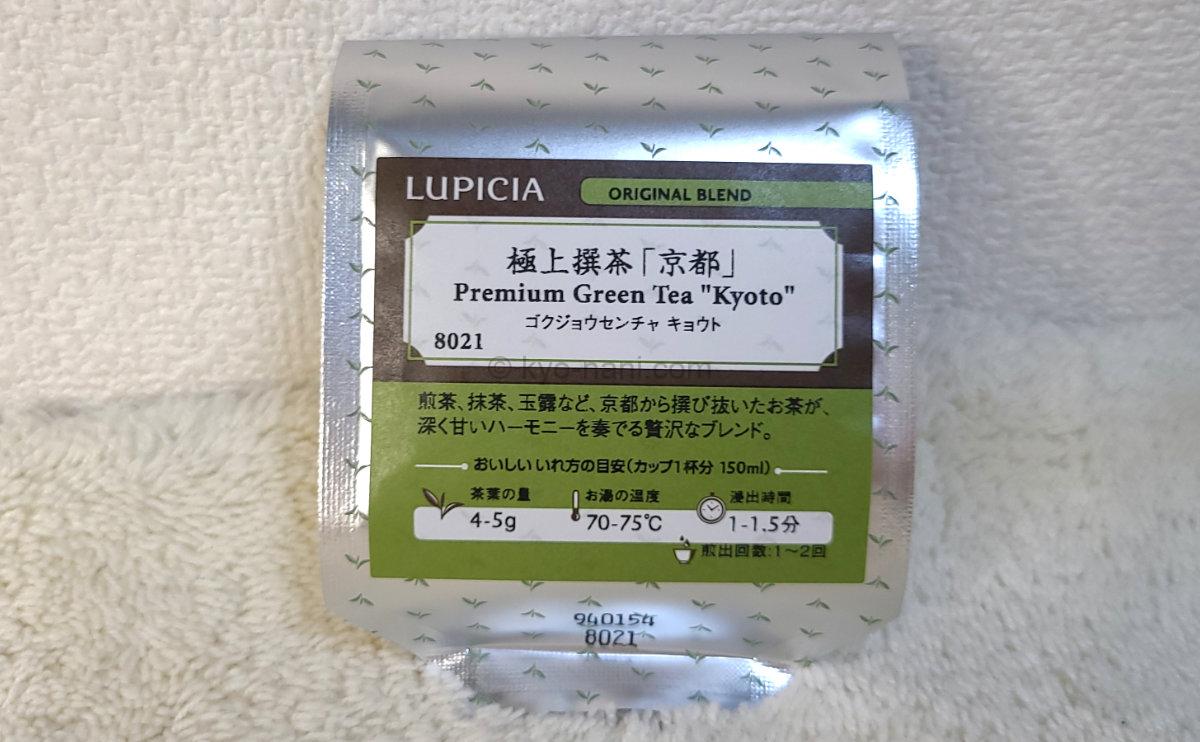 LUPICIA
ORIGINAL BLEND
極上撰茶「京都」
Premium Green Tea "Kyoto"
ゴクジョウセンチャ キョウト
8021
© kyo-nani.com
煎茶、抹茶、玉露など、京都から撰び抜いたお茶が、
深く甘いハーモニーを奏でる贅沢なブレンド。
おいしいいれ方の目安(カップ1杯分 150ml)
茶葉の量
4-5g
お湯の温度
70-75℃
浸出時間
1-1.5分
煎出回数:1〜2回
940154
8021